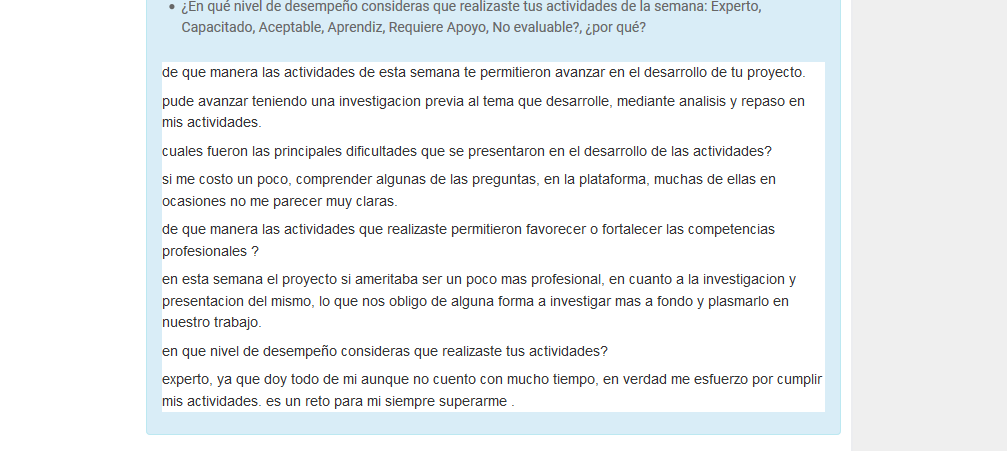 • ¿En qué nivel de desempeño consideras que realizaste tus actividades de la semana: Experto,
Capacitado, Aceptable, Aprendiz, Requiere Apoyo, No evaluable?, ¿por qué?
de que manera las actividades de esta semana te permitieron avanzar en el desarrollo de tu proyecto.
pude avanzar teniendo una investigacion previa al tema que desarrolle, mediante analisis y repaso en
mis actividades.
cuales fueron las principales dificultades que se presentaron en el desarrollo de las actividades?
si me costo un poco, comprender algunas de las preguntas, en la plataforma, muchas de ellas en
ocasiones no me parecer muy claras.
de que manera las actividades que realizaste permitieron favorecer o fortalecer las competencias
profesionales ?
en esta semana el proyecto si ameritaba ser un poco mas profesional, en cuanto a la investigacion y
presentacion del mismo, lo que nos obligo de alguna forma a investigar mas a fondo y plasmarlo en
nuestro trabajo.
en que nivel de desempeño consideras que realizaste tus actividades?
experto, ya que doy todo de mi aunque no cuento con mucho tiempo, en verdad me esfuerzo por cumplir
mis actividades. es un reto para mi siempre superarme .